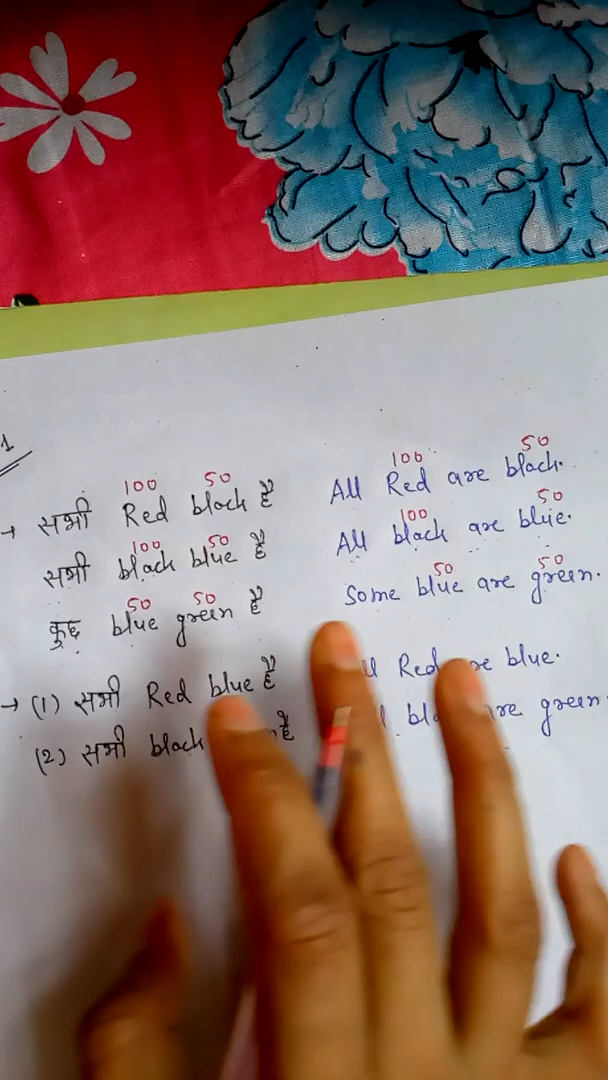 1
100 50
→ सभी Red black है
100 50
सभी black blue है
50 50
कुछ blue green है
→ (1) सभी Red blue है
(2) सभी black है
100 50
All Red are black.
100 50
All black are blue.
50 50
Some blue are green.
Red blue.
green